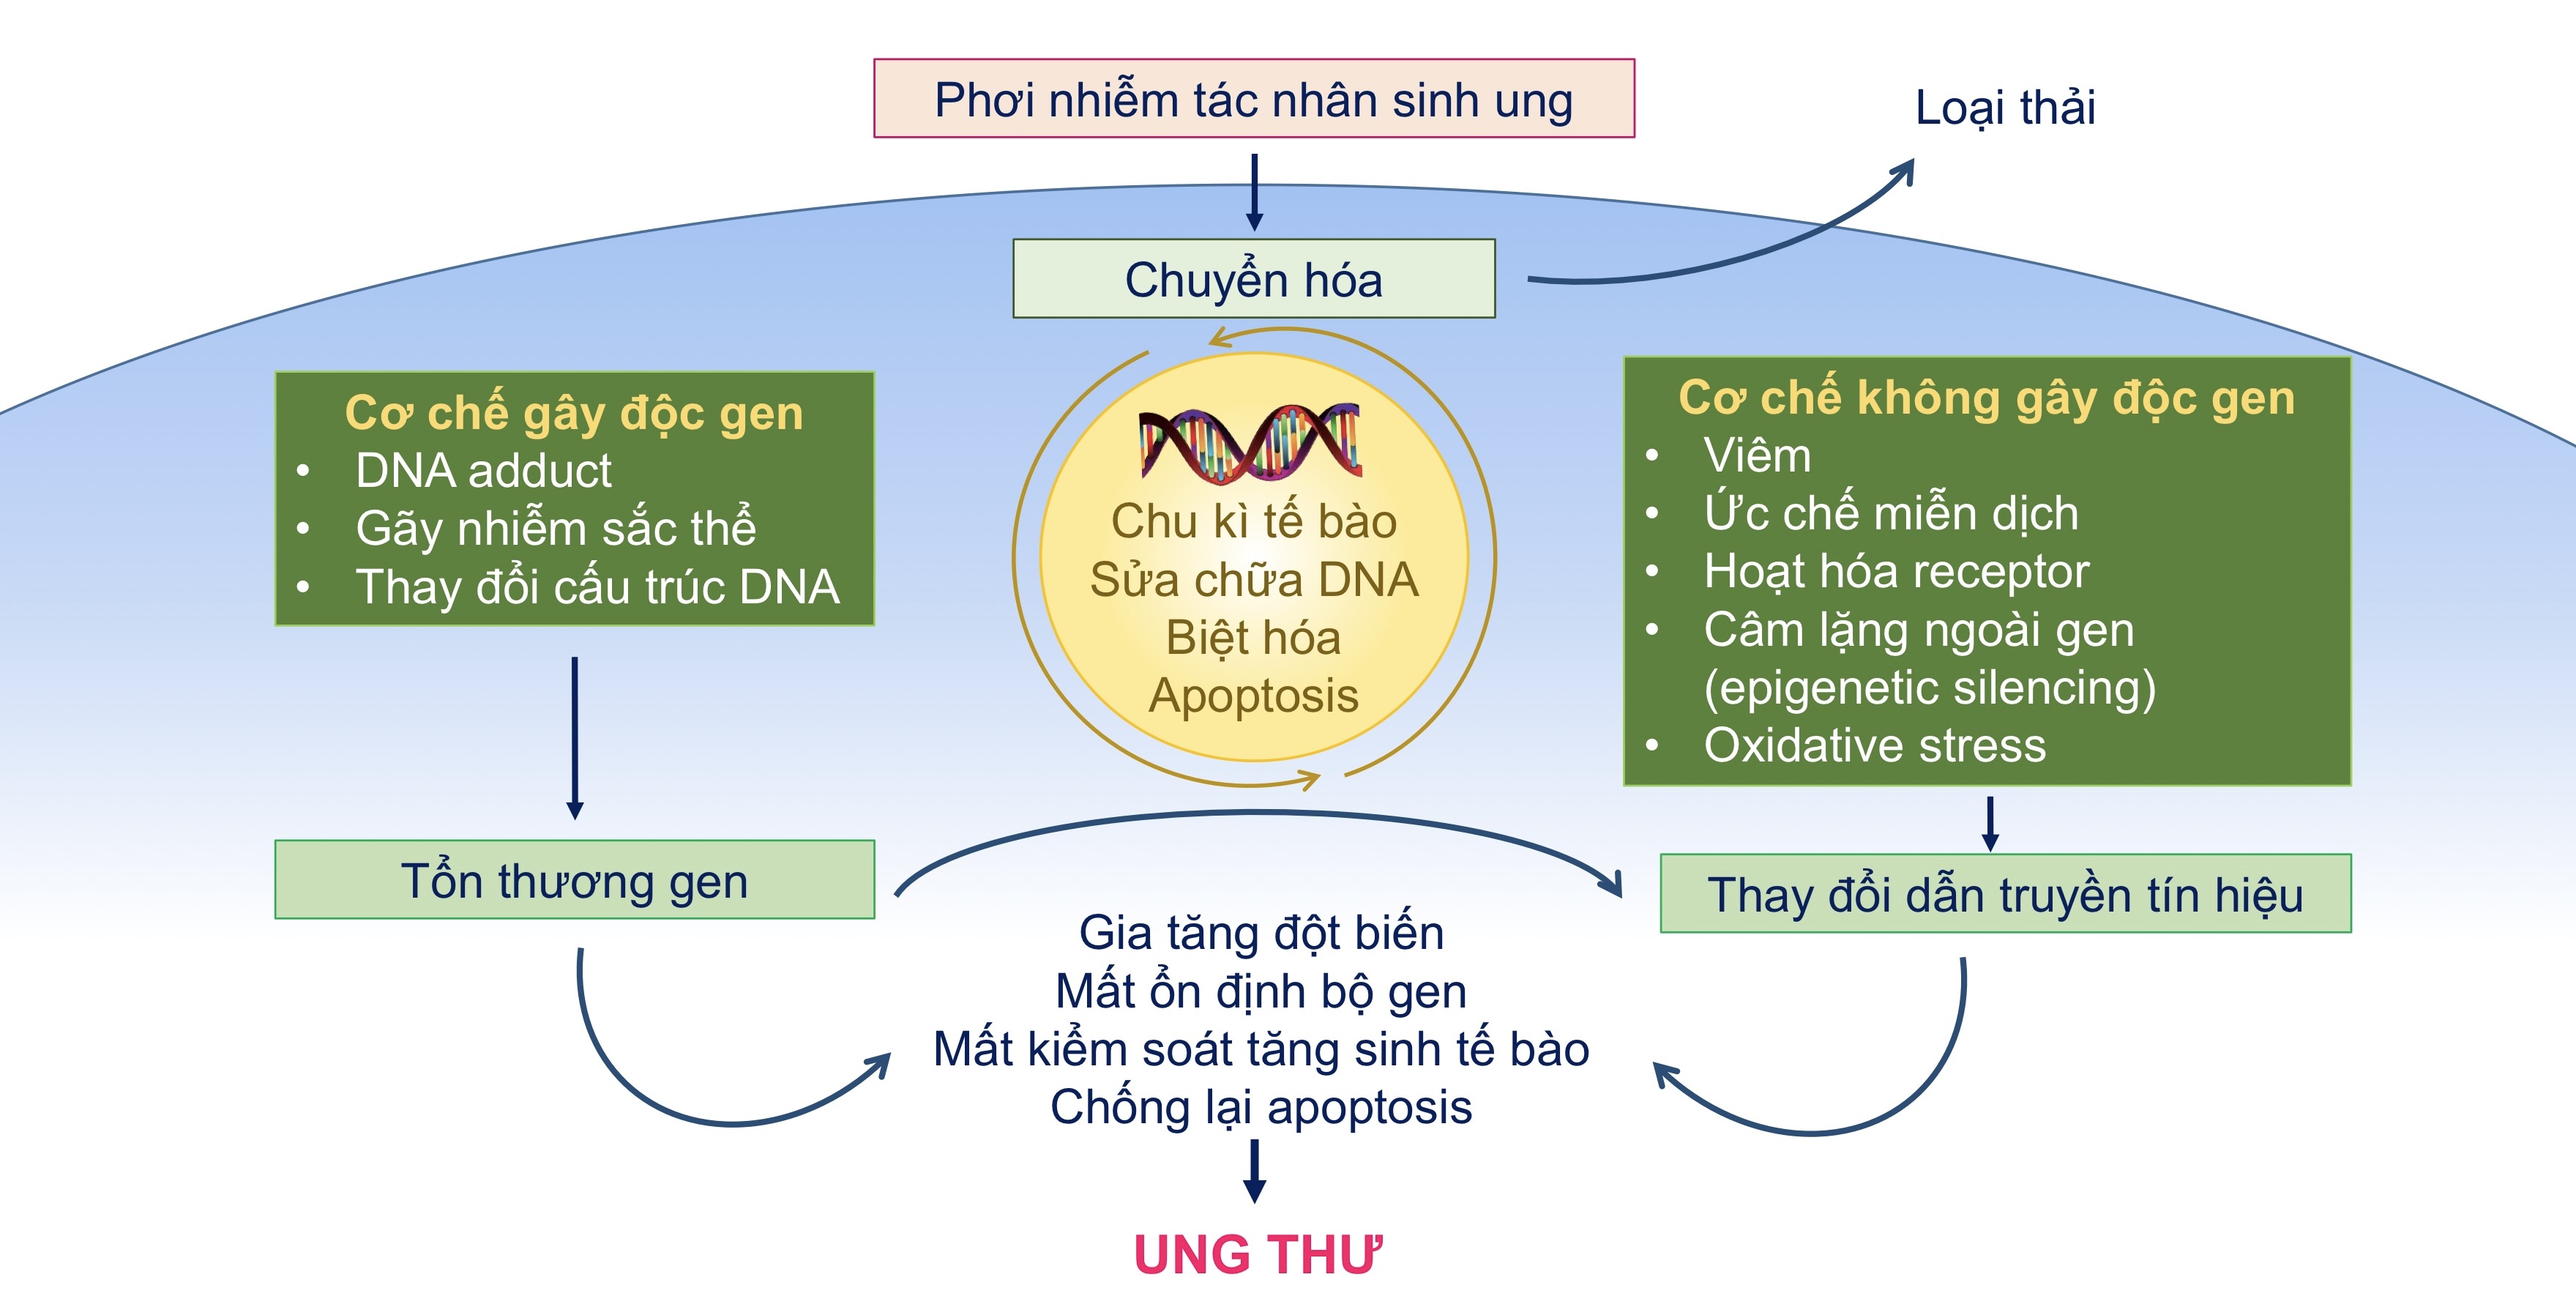 Phơi nhiễm tác nhân sinh ung
Loại thải
Chuyển hóa
Cơ chế gây độc gen
• DNA adduct
• Gãy nhiễm sắc thể
• Thay đổi cấu trúc DNA
Chu kì tế bào
Sửa chữa DNA
Biệt hóa
Apoptosis
Cơ chế không gây độc gen
• Viêm
• Ức chế miễn dịch
• Hoạt hóa receptor
• Câm lặng ngoài gen
(epigenetic silencing)
• Oxidative stress
Tổn thương gen
Thay đổi dẫn truyền tín hiệu
Gia tăng đột biến
Mất ổn định bộ gen
Mất kiểm soát tăng sinh tế bào
Chống lại apoptosis
UNG THƯ